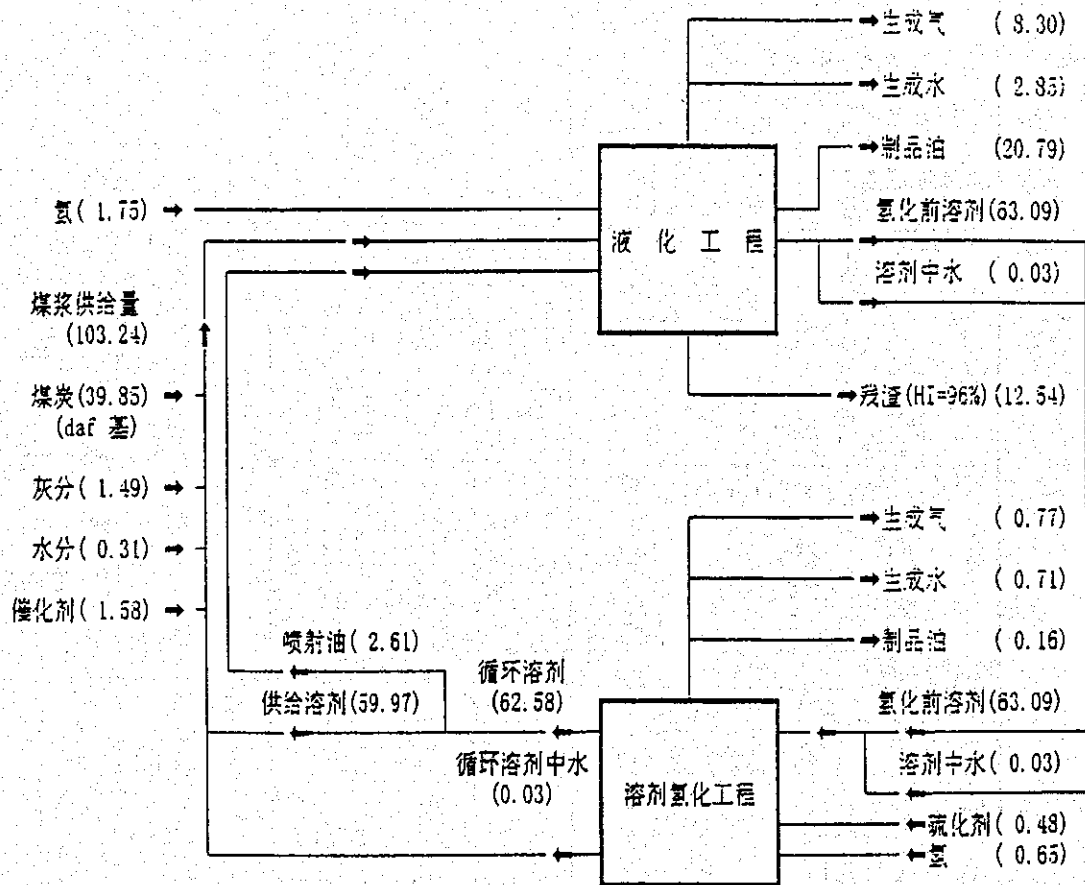 生成气 ( 8.30)
生成水 ( 2.85)
制品油 (20.79)
氢( 1.75)
氢化前溶剂(63.09)
液化工程
溶剂中水 ( 0.03)
煤浆供给量
(103.24)
煤炭(39.85)
(daf 基)
残渣(HI=96%)(12.54)
灰分( 1.49)
生成气 ( 0.77)
水分( 0.31)
生成水 ( 0.71)
催化剂( 1.58)
制品油 ( 0.16)
喷射油( 2.61)
循环溶剂
(62.58)
供给溶剂(59.97)
氢化前溶剂(63.09)
循环溶剂中水
(0.03)
溶剂氢化工程
溶剂中水( 0.03)
硫化剂( 0.48)
氢 ( 0.65)